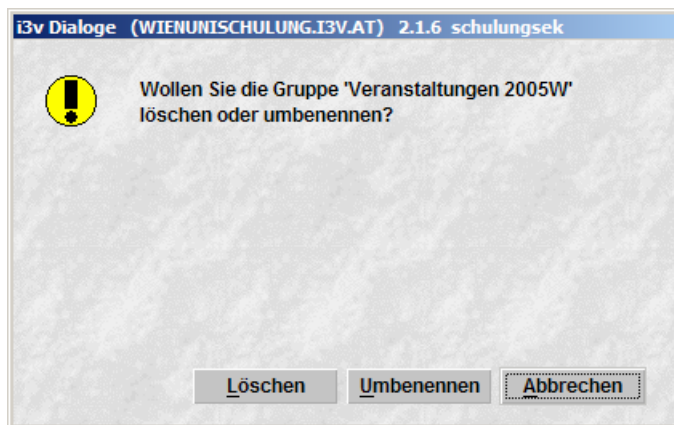 i3v Dialoge (WIENUNISCHULUNG.I3V.AT) 2.1.6 schulungsek
Wollen Sie die Gruppe 'Veranstaltungen 2005W'
löschen oder umbenennen?
Löschen Umbenennen Abbrechen